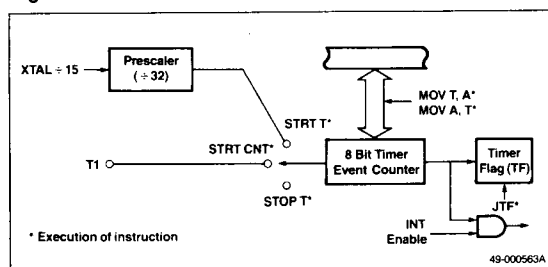 XTAL ÷ 15
Prescaler
( ÷ 32)
MOV T, A*
MOV A, T*
STRT T*
STRT CNT*
T1
8 Bit Timer
Event Counter
Timer
Flag (TF)
STOP T*
JTF*
INT
Enable
* Execution of instruction
49-000563A